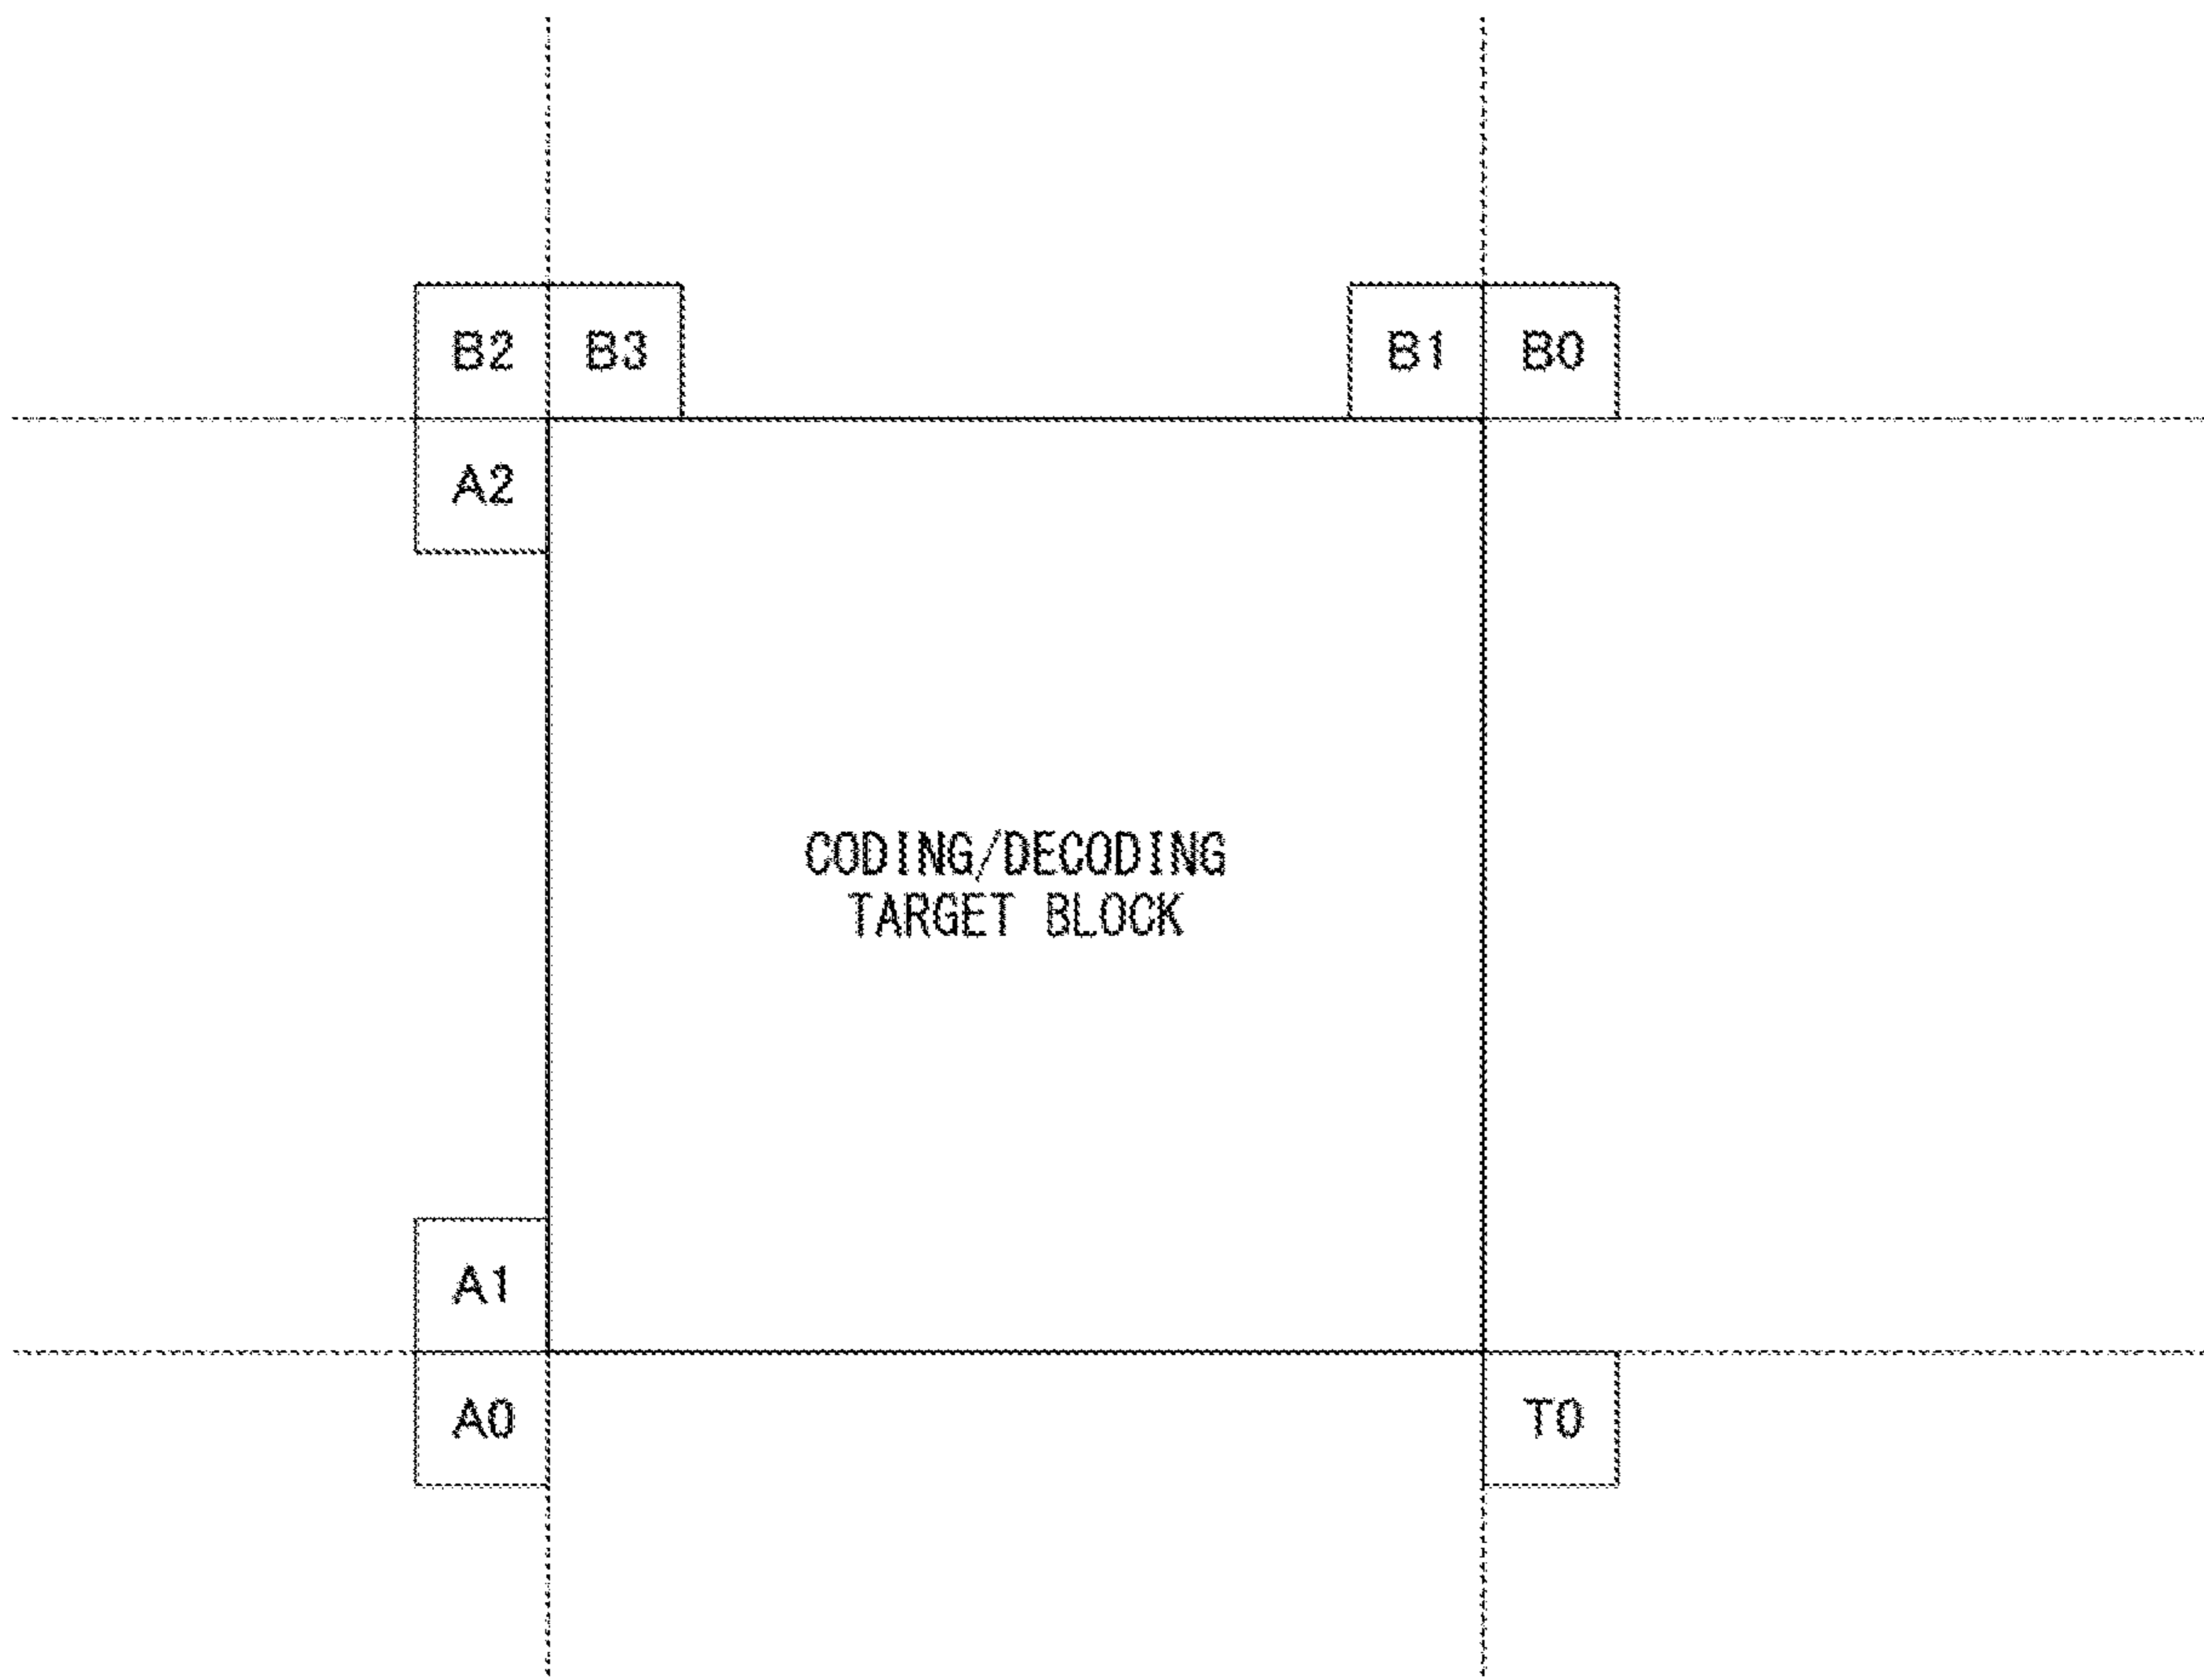 B2 B3 B1 B0
A2
CODING/DECODING
TARGET BLOCK
A1
A0 T0